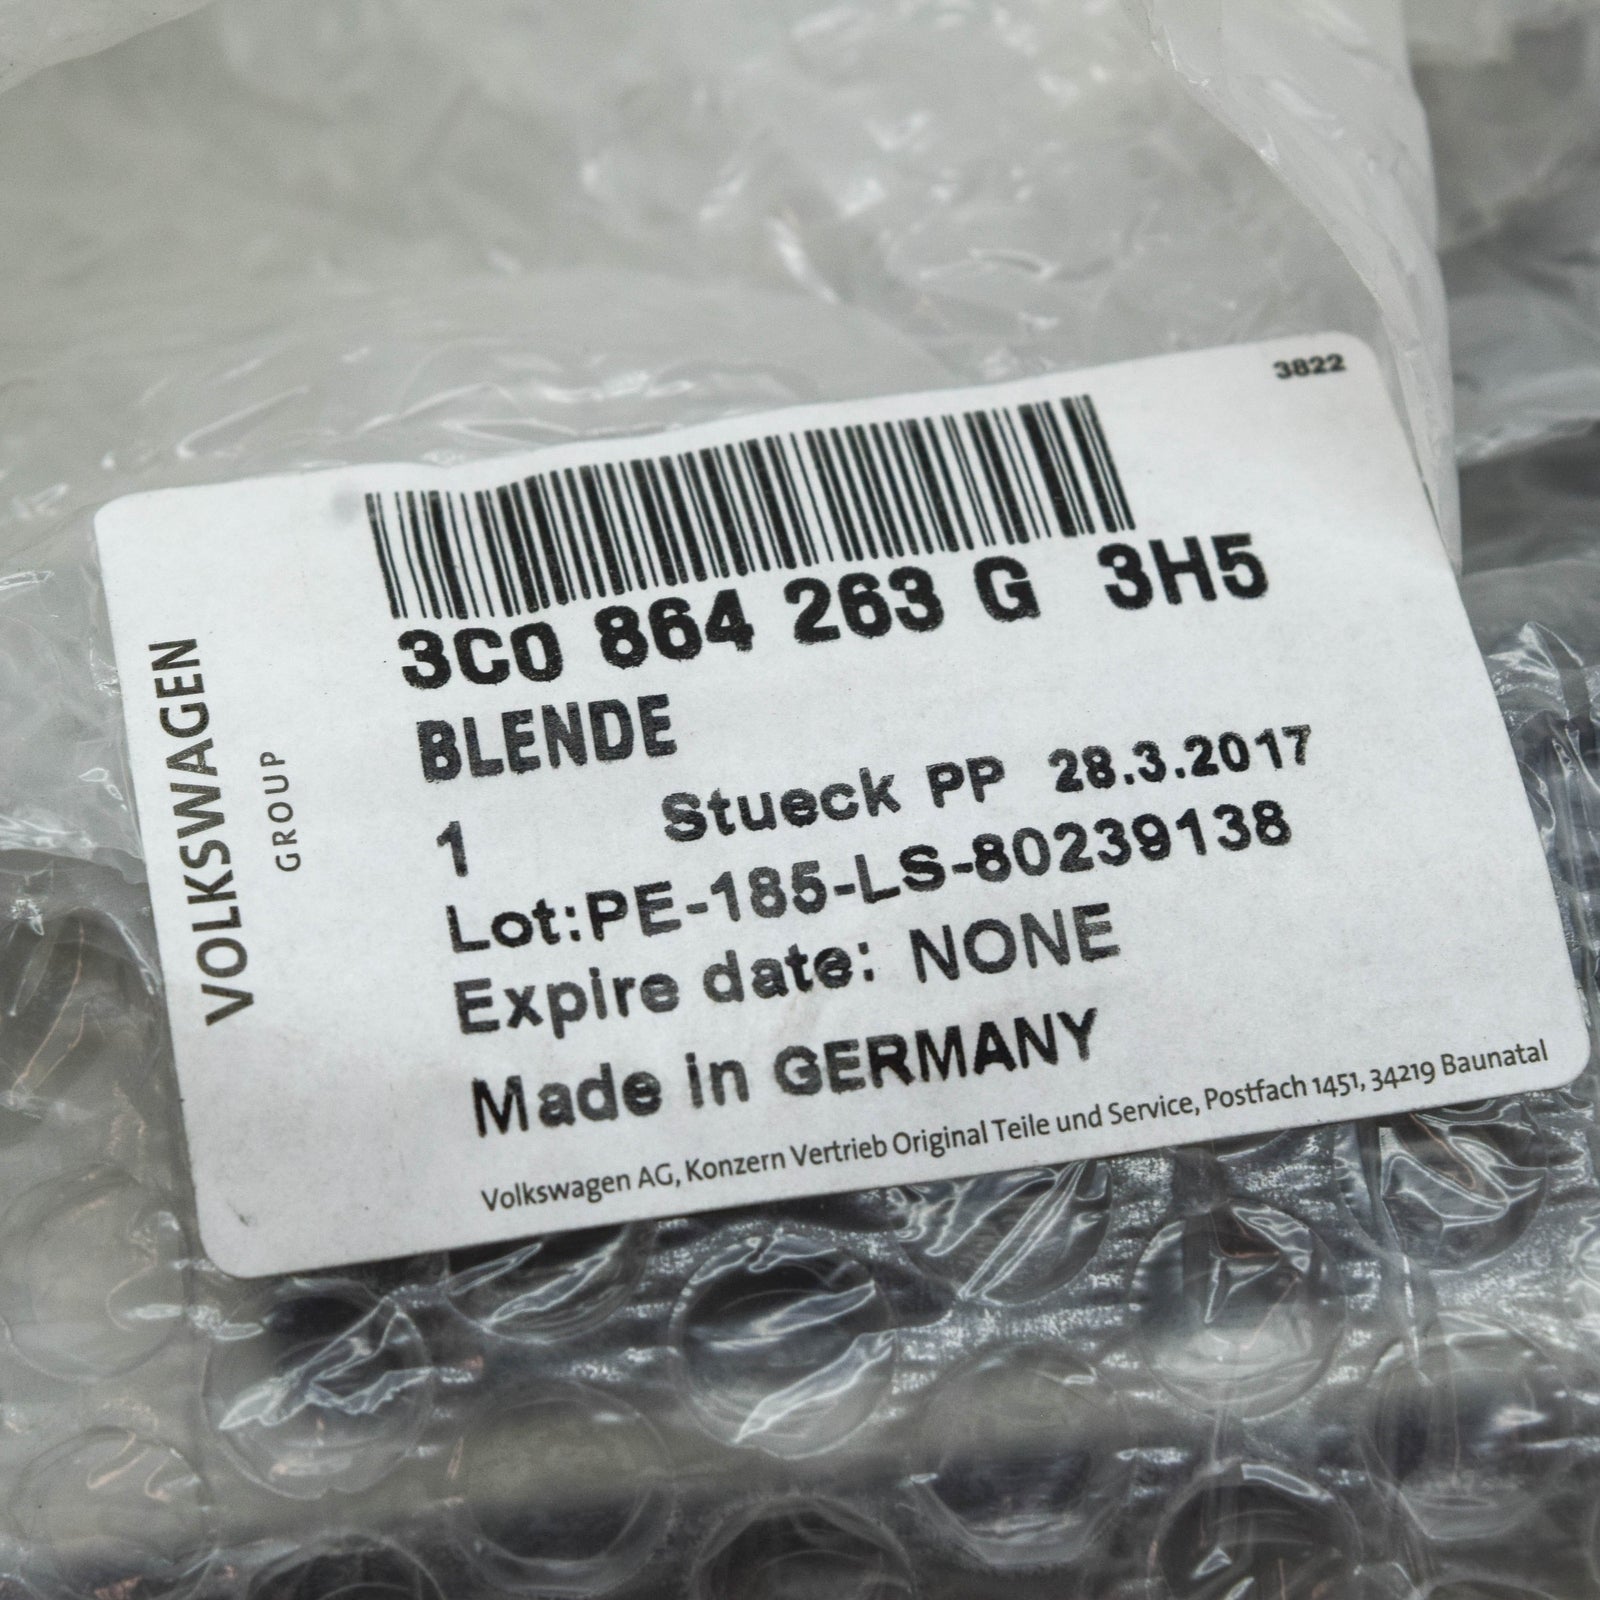 3822
3C0 864 263 G 3H5
BLENDE
1 Stueck PP 28.3.2017
Lot:PE-185-LS-80239138
Expire date: NONE
Made in GERMANY
Volkswagen AG, Konzern Vertrieb Original Teile und Service, Postfach 1451, 34219 Baunatal
VOLKSWAGEN
GROUP